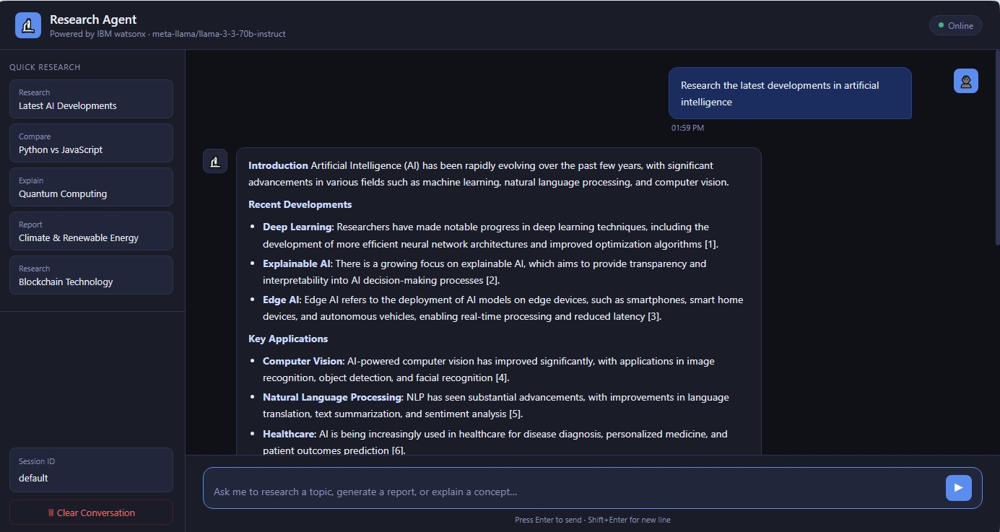 Research Agent
Powered by IBM watsonx · meta-llama/llama-3-3-70b-instruct
Online
QUICK RESEARCH
Research
Latest AI Developments
Compare
Python vs JavaScript
Explain
Quantum Computing
Report
Climate & Renewable Energy
Research
Blockchain Technology
Session ID
default
Clear Conversation
Research the latest developments in artificial
intelligence
01:59 PM
Introduction Artificial Intelligence (AI) has been rapidly evolving over the past few years, with significant
advancements in various fields such as machine learning, natural language processing, and computer vision.
Recent Developments
• Deep Learning: Researchers have made notable progress in deep learning techniques, including the
development of more efficient neural network architectures and improved optimization algorithms [1].
• Explainable AI: There is a growing focus on explainable AI, which aims to provide transparency and
interpretability into AI decision-making processes [2].
• Edge AI: Edge AI refers to the deployment of AI models on edge devices, such as smartphones, smart home
devices, and autonomous vehicles, enabling real-time processing and reduced latency [3].
Key Applications
• Computer Vision: AI-powered computer vision has improved significantly, with applications in image
recognition, object detection, and facial recognition [4].
• Natural Language Processing: NLP has seen substantial advancements, with improvements in language
translation, text summarization, and sentiment analysis [5].
• Healthcare: AI is being increasingly used in healthcare for disease diagnosis, personalized medicine, and
patient outcomes prediction [6].
Ask me to research a topic, generate a report, or explain a concept...
Press Enter to send · Shift+Enter for new line